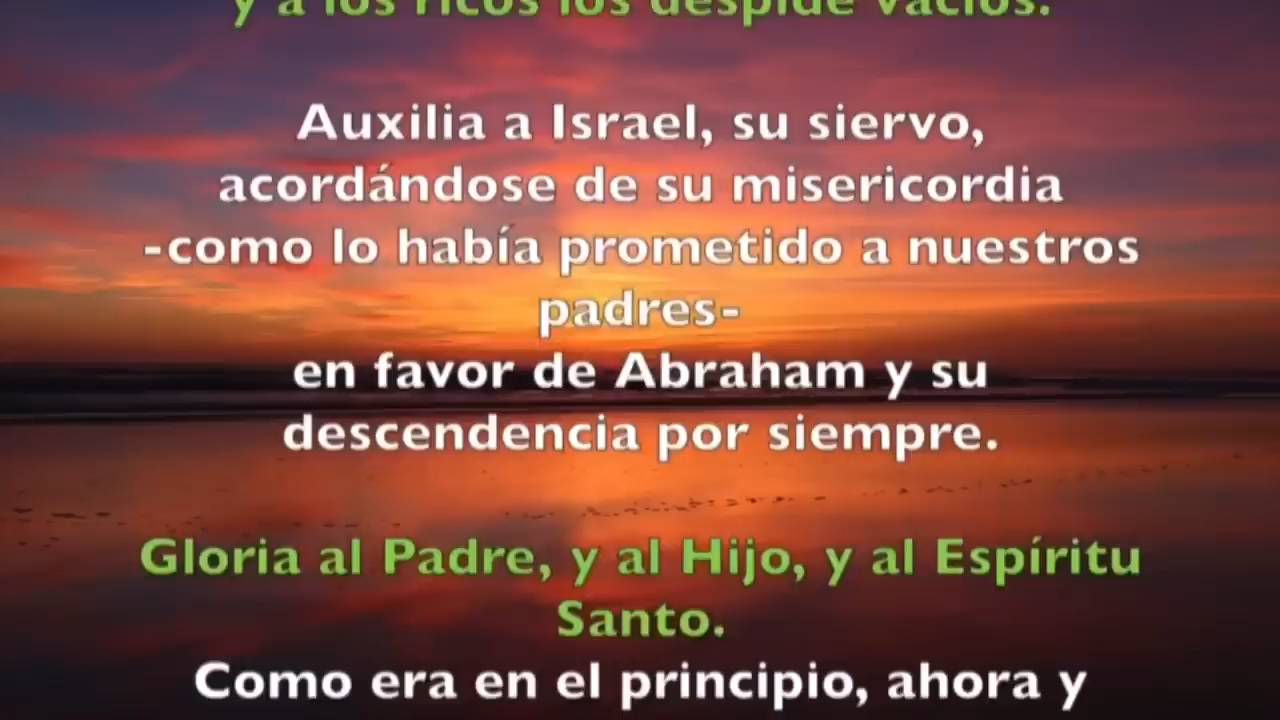 y a los ricos los despide vacíos.
Auxilia a Israel, su siervo,
acordándose de su misericordia
-como lo había prometido a nuestros
padres-
en favor de Abraham y su
descendencia por siempre.
Gloria al Padre, y al Hijo, y al Espíritu
Santo.
Como era en el principio, ahora y